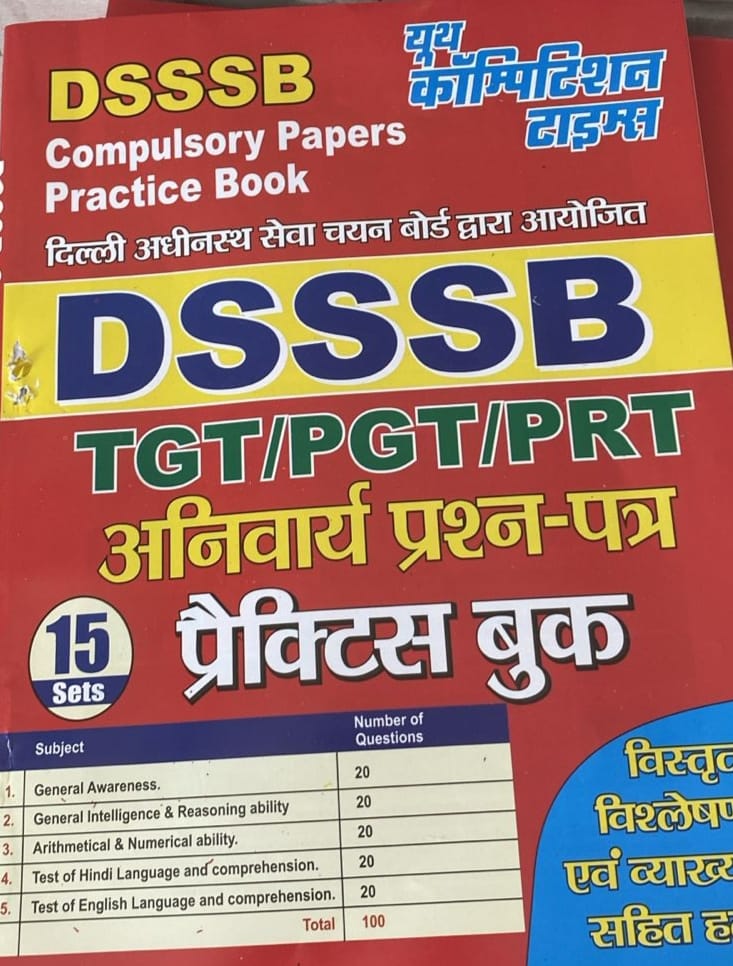 DSSSB
यूथ
कॉम्पिटिशन
टाइम्स
Compulsory Papers
Practice Book
दिल्ली अधीनस्थ सेवा चयन बोर्ड द्वारा आयोजित
DSSSB
TGT/PGT/PRT
अनिवार्य प्रश्न-पत्र
प्रैक्टिस बुक
15
Sets
Subject Number of Questions
1. General Awareness. 20
2. General Intelligence & Reasoning ability 20
3. Arithmetical & Numerical ability. 20
4. Test of Hindi Language and comprehension. 20
5. Test of English Language and comprehension. 20
Total 100
एवं
सहित